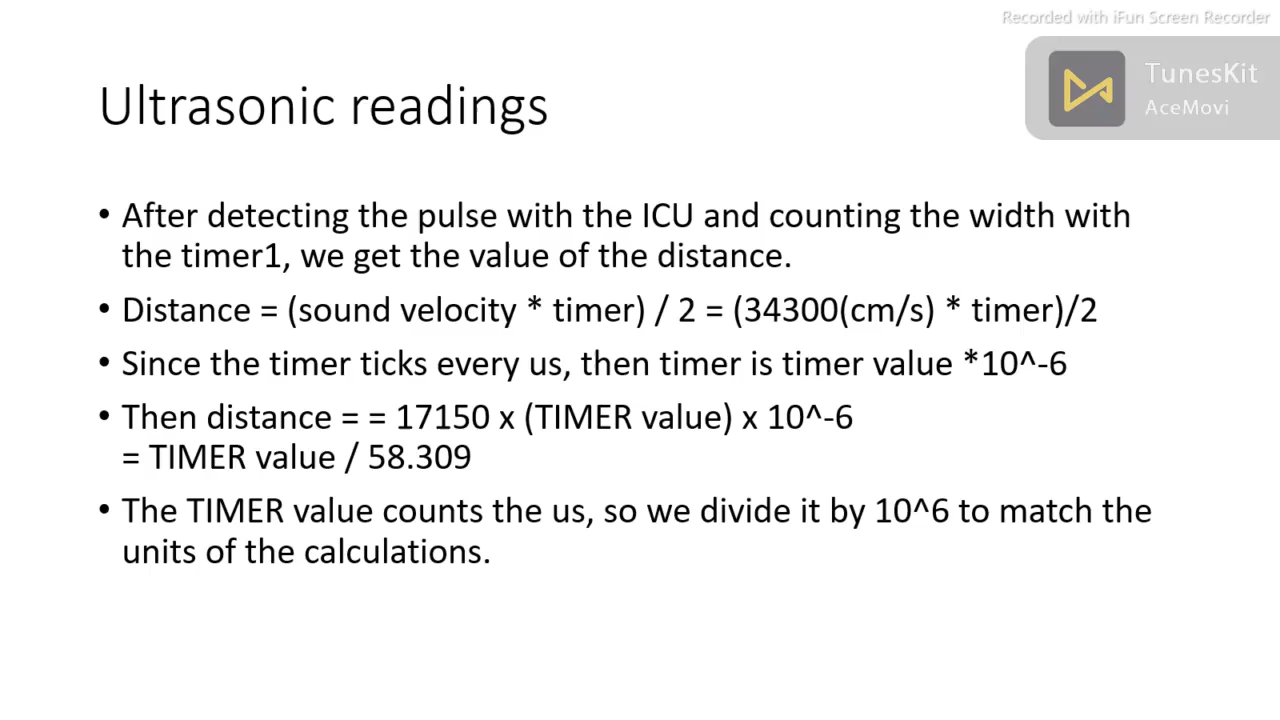 Recorded with iFun Screen Recorder
TunesKit
AceMovi
Ultrasonic readings
• After detecting the pulse with the ICU and counting the width with
the timer1, we get the value of the distance.
• Distance = (sound velocity * timer) / 2 = (34300(cm/s) * timer)/2
• Since the timer ticks every us, then timer is timer value *10^-6
• Then distance = = 17150 x (TIMER value) x 10^-6
= TIMER value / 58.309
• The TIMER value counts the us, so we divide it by 10^6 to match the
units of the calculations.